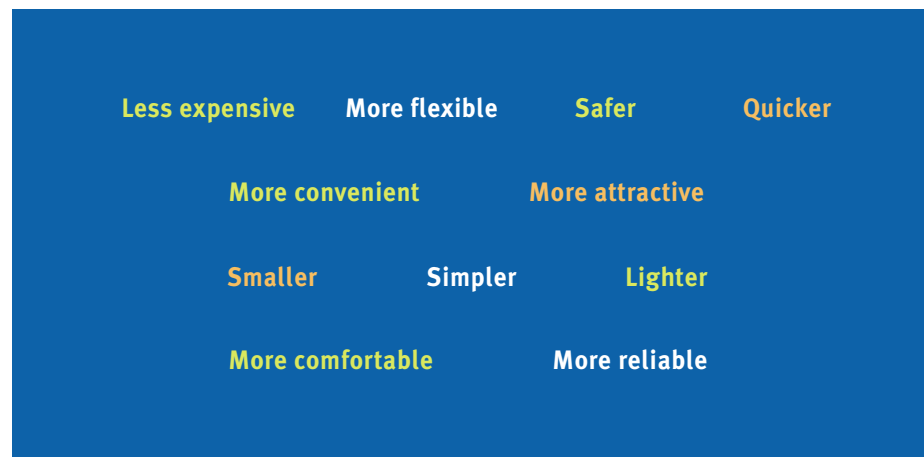 Less expensive More flexible Safer Quicker
More convenient More attractive
Smaller Simpler Lighter
More comfortable More reliable